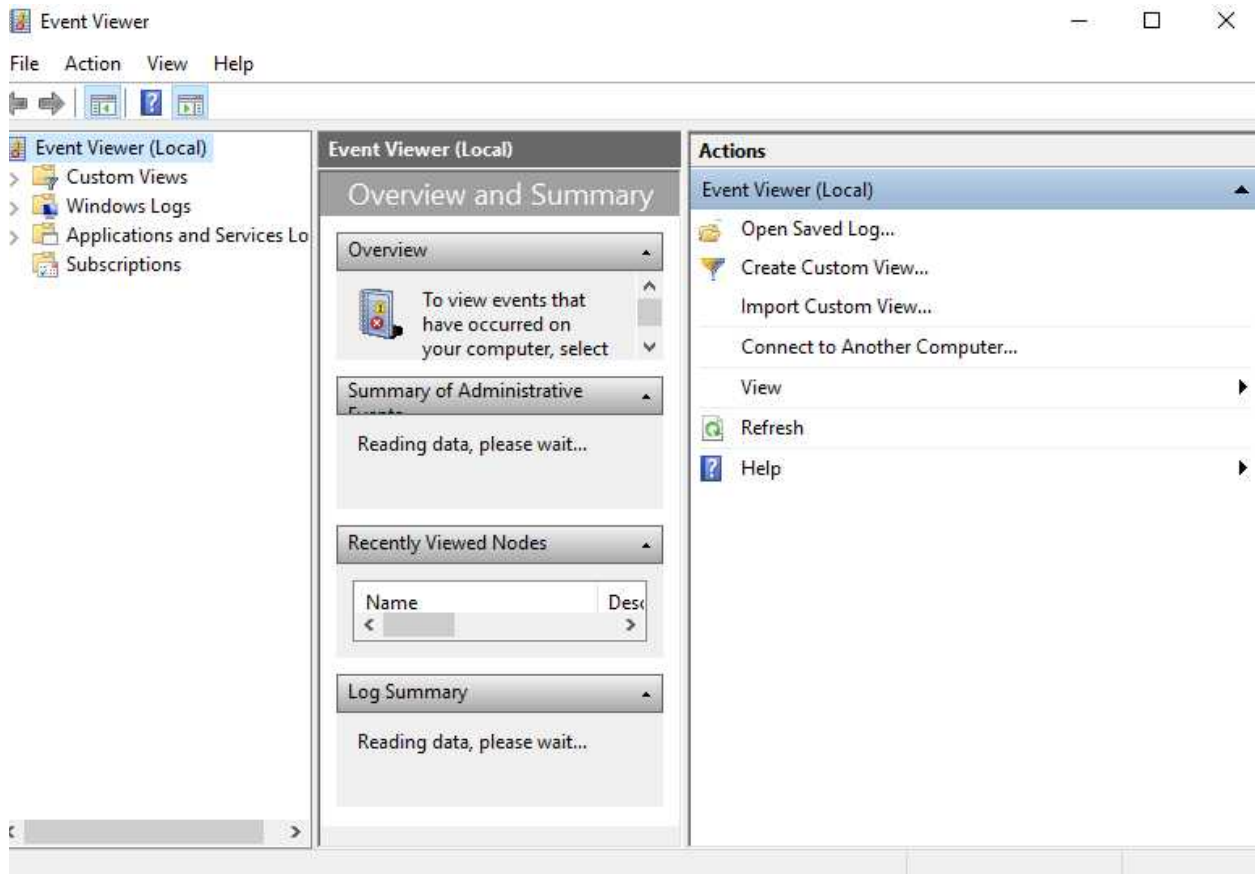 Event Viewer
File Action View Help
Event Viewer (Local)
Custom Views
Windows Logs
Applications and Services Lo
Subscriptions
Event Viewer (Local)
Overview and Summary
Overview
To view events that
have occurred on
your computer, select
Summary of Administrative
Events
Reading data, please wait...
Recently Viewed Nodes
Name Desc
Log Summary
Reading data, please wait...
Actions
Event Viewer (Local)
Open Saved Log...
Create Custom View...
Import Custom View...
Connect to Another Computer...
View
Refresh
Help